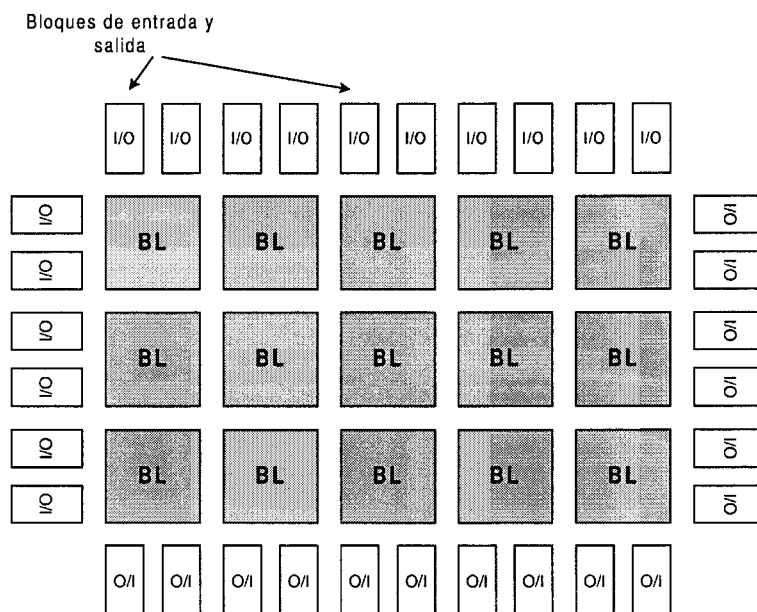 Bloques de entrada y
salida
I/O I/O I/O I/O I/O I/O I/O I/O I/O I/O
I/O O/I
BL BL BL BL BL
I/O O/I
I/O O/I
BL BL BL BL BL
I/O O/I
I/O O/I
BL BL BL BL BL
I/O O/I
O/I O/I O/I O/I O/I O/I O/I O/I O/I O/I